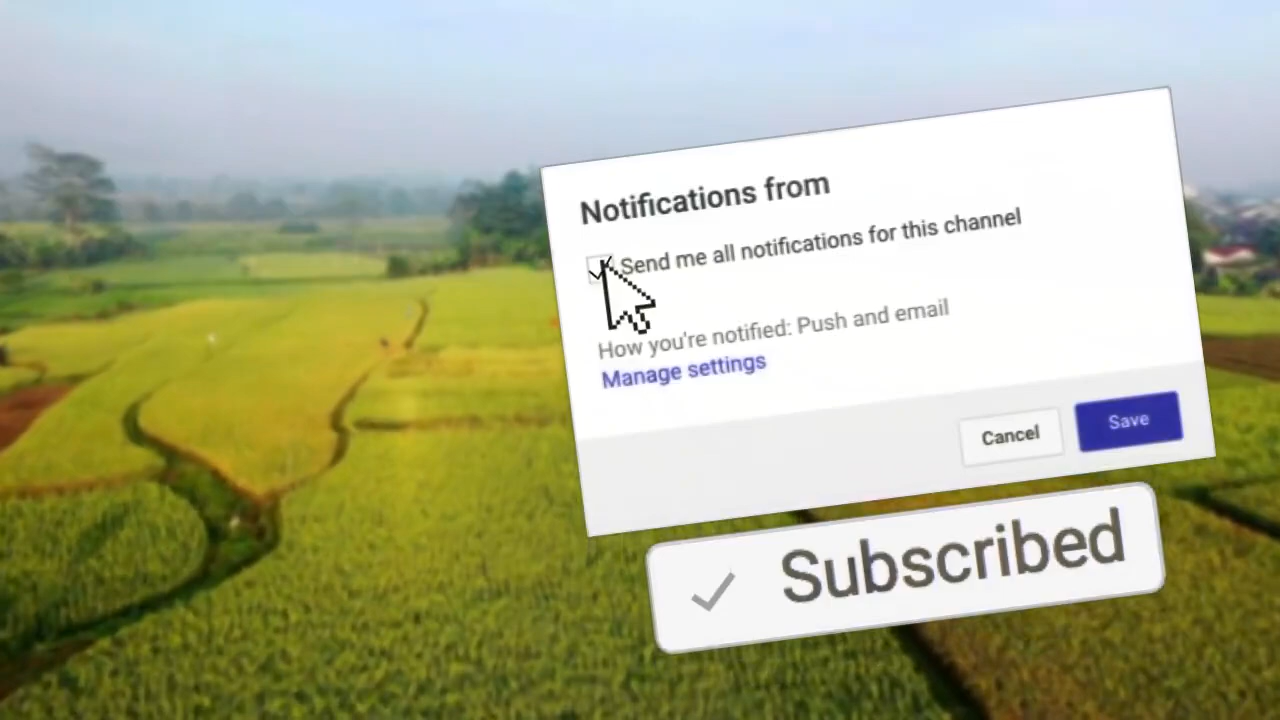 Notifications from
Send me all notifications for this channel
How you're notified: Push and email
Manage settings
Cancel
Save
Subscribed